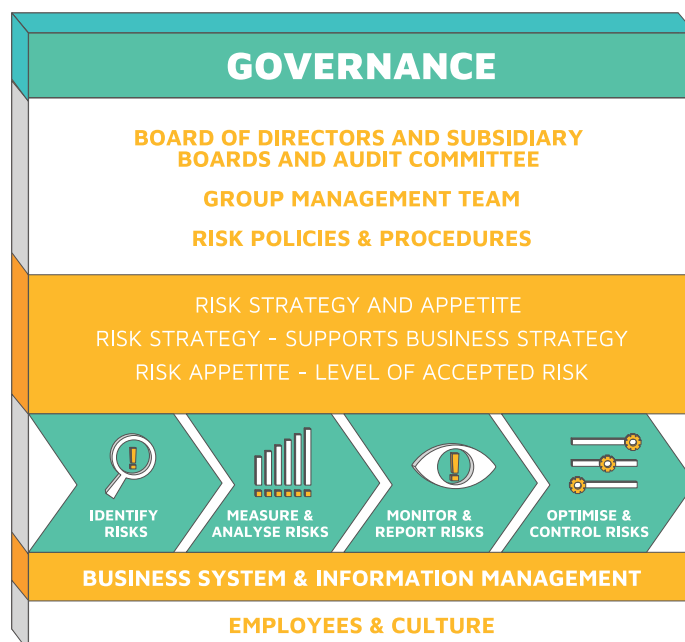 GOVERNANCE
BOARD OF DIRECTORS AND SUBSIDIARY
BOARDS AND AUDIT COMMITTEE
GROUP MANAGEMENT TEAM
RISK POLICIES & PROCEDURES
RISK STRATEGY AND APPETITE
RISK STRATEGY - SUPPORTS BUSINESS STRATEGY
RISK APPETITE - LEVEL OF ACCEPTED RISK
IDENTIFY
RISKS
MEASURE &
ANALYSE RISKS
MONITOR &
REPORT RISKS
OPTIMISE &
CONTROL RISKS
BUSINESS SYSTEM & INFORMATION MANAGEMENT
EMPLOYEES & CULTURE